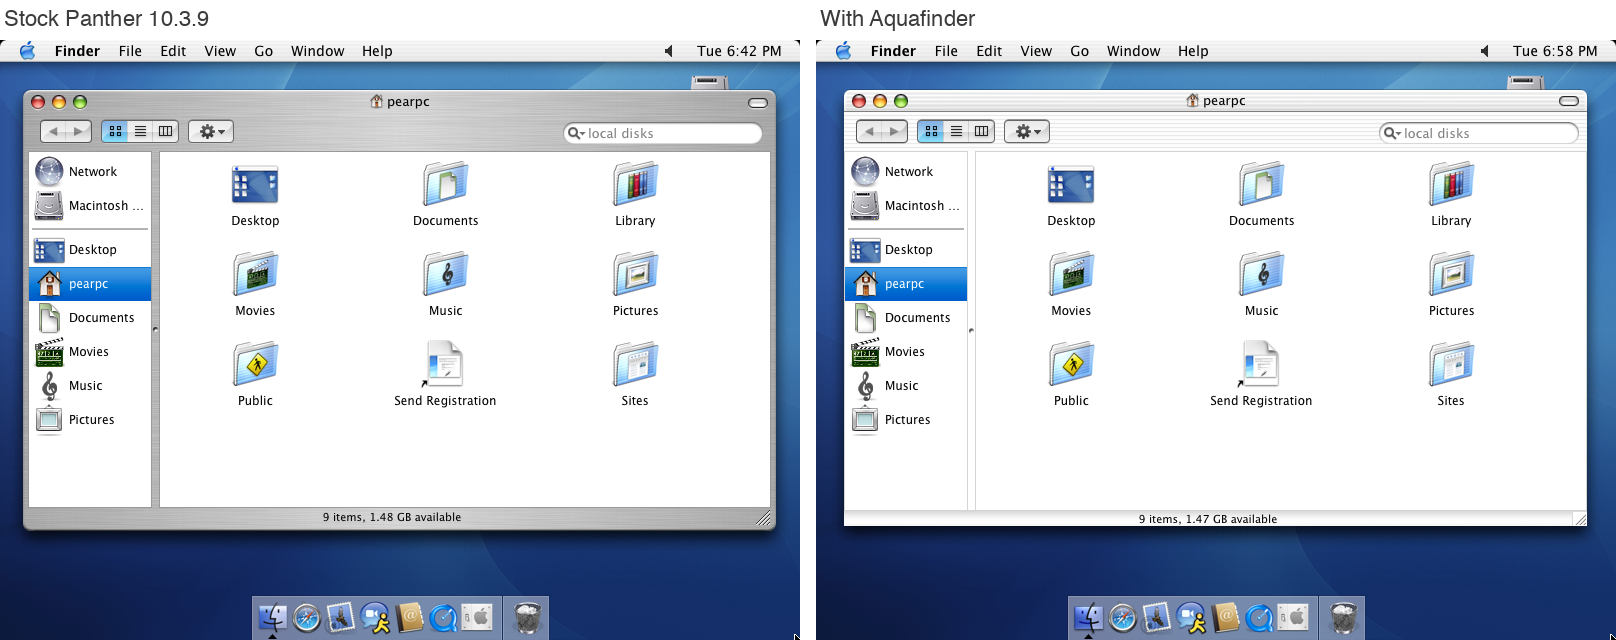 Stock Panther 10.3.9
Finder File Edit View Go Window Help Tue 6:42 PM
pearpc
local disks
Network
Macintosh ...
Desktop
pearpc
Documents
Movies
Music
Pictures
Desktop Documents Library
Movies Music Pictures
Public Send Registration Sites
9 items, 1.48 GB available
With Aquafinder
Finder File Edit View Go Window Help Tue 6:58 PM
pearpc
local disks
Network
Macintosh ...
Desktop
pearpc
Documents
Movies
Music
Pictures
Desktop Documents Library
Movies Music Pictures
Public Send Registration Sites
9 items, 1.47 GB available